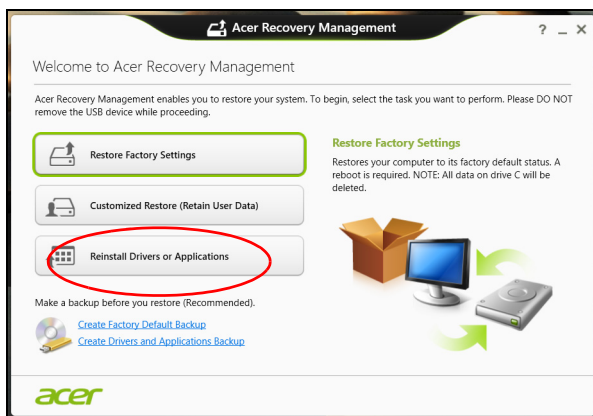 Acer Recovery Management
? _ X
Welcome to Acer Recovery Management
Acer Recovery Management enables you to restore your system. To begin, select the task you want to perform. Please DO NOT
remove the USB device while proceeding.
Restore Factory Settings
Restore Factory Settings
Restores your computer to its factory default status. A
reboot is required. NOTE: All data on drive C will be
deleted.
Customized Restore (Retain User Data)
Reinstall Drivers or Applications
Make a backup before you restore (Recommended).
Create Factory Default Backup
Create Drivers and Applications Backup
acer